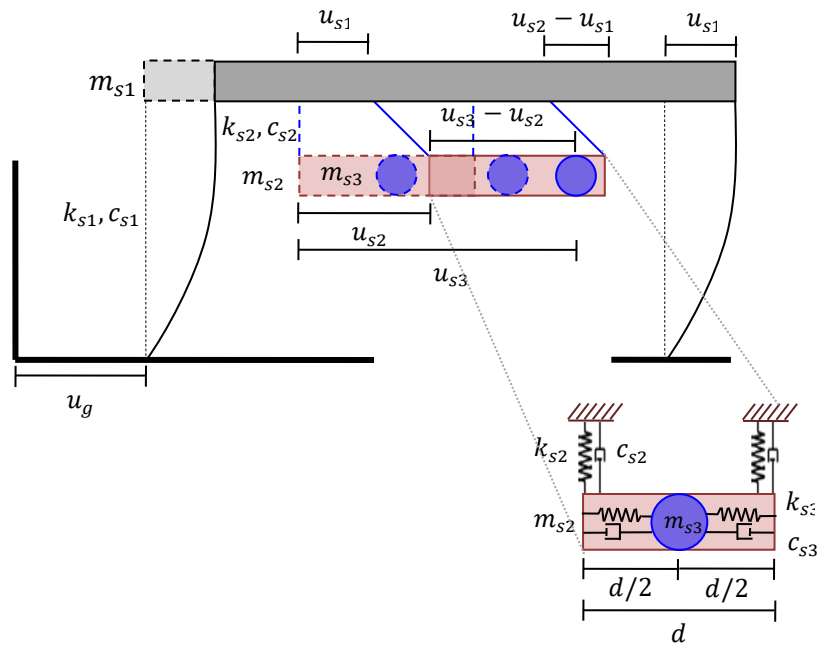 u_{s1}
u_{s2} − u_{s1}
u_{s1}
m_{s1}
k_{s2}, c_{s2}
u_{s3} − u_{s2}
m_{s2}
m_{s3}
k_{s1}, c_{s1}
u_{s2}
u_{s3}
u_g
k_{s2}
c_{s2}
m_{s2}
m_{s3}
k_{s3}
c_{s3}
d/2
d/2
d